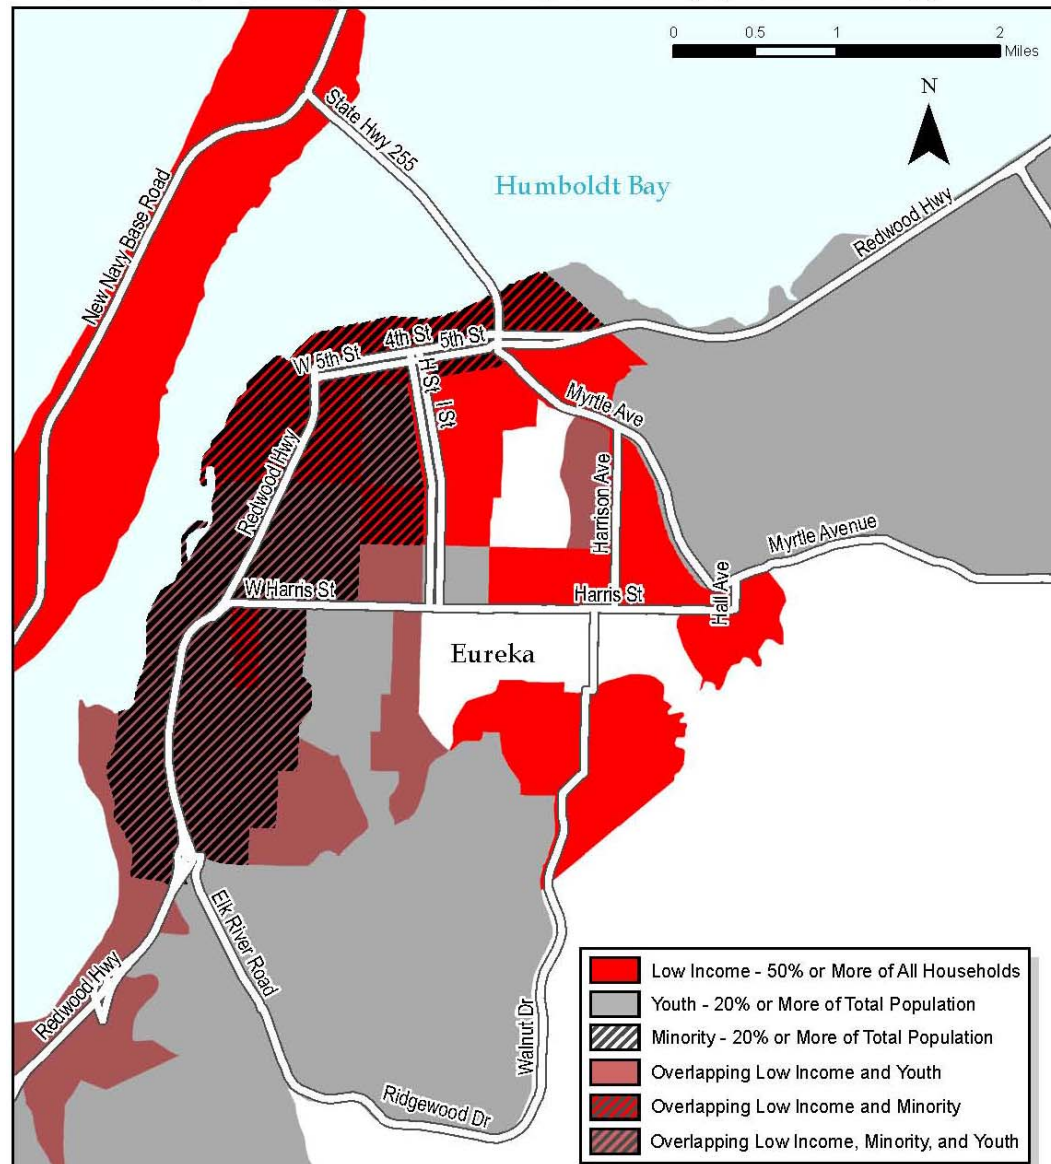 0 0.5 1 2
Miles
N
State Hwy 255
Humboldt Bay
New Navy Base Road
Redwood Hwy
W 5th St
4th St
5th St
H St
I St
Myrtle Ave
Redwood Hwy
Harrison Ave
Myrtle Avenue
W Harris St
Harris St
Hall Ave
Eureka
Elk River Road
Redwood Hwy
Walnut Dr
Ridgewood Dr
Low Income - 50% or More of All Households
Youth - 20% or More of Total Population
Minority - 20% or More of Total Population
Overlapping Low Income and Youth
Overlapping Low Income and Minority
Overlapping Low Income, Minority, and Youth